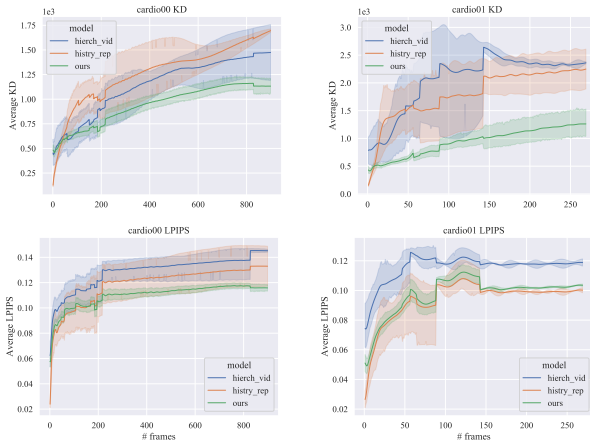 cardio00 KD
1e3
model
hierch_vid
histry_rep
ours
Average KD
1.75
1.50
1.25
1.00
0.75
0.50
0.25
0
200
400
600
800
cardio01 KD
1e3
model
hierch_vid
histry_rep
ours
Average KD
3.0
2.5
2.0
1.5
1.0
0.5
0.0
0
50
100
150
200
250
cardio00 LPIPS
Average LPIPS
0.14
0.12
0.10
0.08
0.06
0.04
0.02
model
hierch_vid
histry_rep
ours
0
200
400
600
800
# frames
cardio01 LPIPS
Average LPIPS
0.12
0.10
0.08
0.06
0.04
0.02
model
hierch_vid
histry_rep
ours
0
50
100
150
200
250
# frames